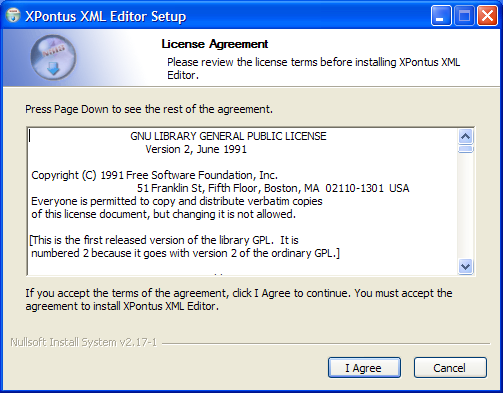 XPontus XML Editor Setup
License Agreement
Please review the license terms before installing XPontus XML
Editor.
Press Page Down to see the rest of the agreement.
GNU LIBRARY GENERAL PUBLIC LICENSE
Version 2, June 1991
Copyright (C) 1991 Free Software Foundation, Inc.
51 Franklin St, Fifth Floor, Boston, MA  02110-1301  USA
Everyone is permitted to copy and distribute verbatim copies
of this license document, but changing it is not allowed.
[This is the first released version of the library GPL.  It is
numbered 2 because it goes with version 2 of the ordinary GPL.]
If you accept the terms of the agreement, click I Agree to continue. You must accept the
agreement to install XPontus XML Editor.
Nullsoft Install System v2.17-1
I Agree
Cancel